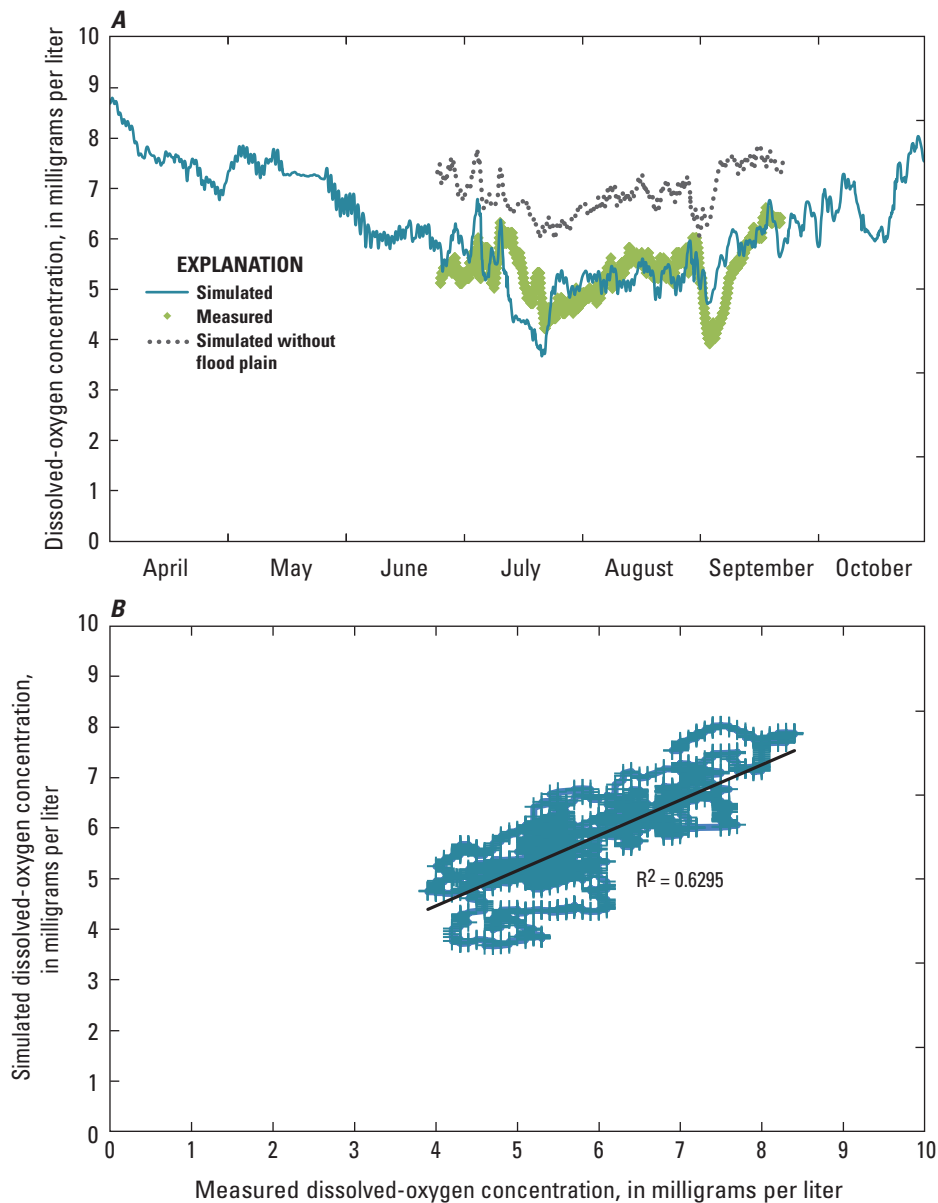 A
Dissolved-oxygen concentration, in milligrams per liter
10
9
8
7
6
5
4
3
2
1
0
EXPLANATION
Simulated
Measured
Simulated without
flood plain
April May June July August September October
B
Simulated dissolved-oxygen concentration,
in milligrams per liter
10
9
8
7
6
5
4
3
2
1
0
R2 = 0.6295
0 1 2 3 4 5 6 7 8 9 10
Measured dissolved-oxygen concentration, in milligrams per liter